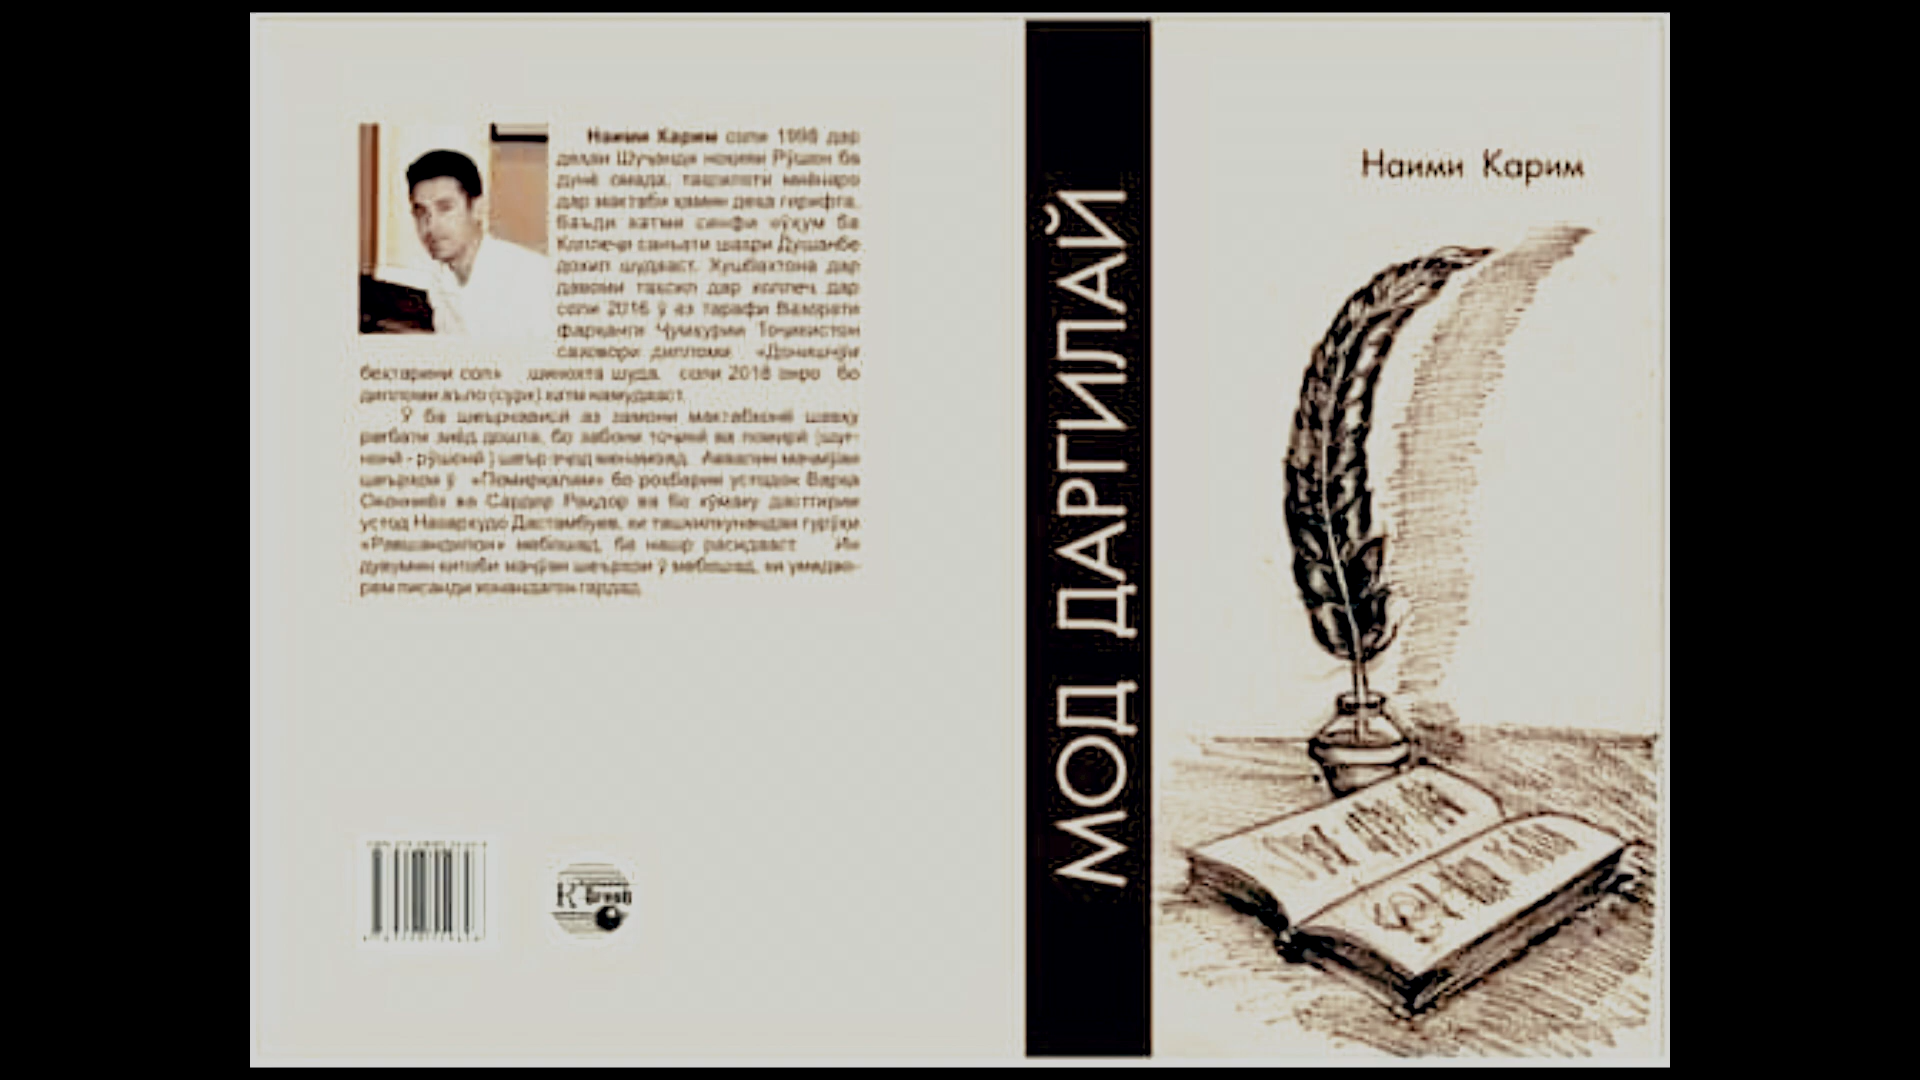 Наими Карим соли 1998 дар
деҳаи Шуҷанди ноҳияи Рӯшон ба
дунё омада, таҳсилоти миёнаро
дар мактаби ҳамин деҳа гирифта,
баъди хатми синфи нӯҳум ба
Коллеҷи санъати шаҳри Душанбе
дохил шудааст. Хушбахтона дар
давоми таҳсил дар коллеҷ дар
соли 2016 ӯ аз тарафи Вазорати
фарҳанги Ҷумҳурии Тоҷикистон
сазовори дипломи «Донишҷӯи
беҳтарини сол» шинохта шуда, соли 2018 онро бо
дипломи аъло (сурх) хатм намудааст.
Ӯ ба шеърнависӣ аз замони мактабхонӣ шавқу
рағбати зиёд дошта, бо забони тоҷикӣ ва помирӣ (шуғ-
нонӣ - рӯшонӣ) шеър эҷод менамояд. Аввалин маҷмӯаи
шеърҳои ӯ «Помирқалам» бо роҳбарии устодон
ва Сардор ва бо кӯмаку дастгирии
устод Назархудо Дастамбуев, ки ташкилкунандаи гурӯҳи
«Равшандилон» мебошад, ба нашр расидааст. Ин
дуюмин китоби маҷмӯаи шеърҳои ӯ мебошад, ки умедво-
рем писанди хонандагон гардад.
МОД ДАРГИЛАЙ
Наими Карим